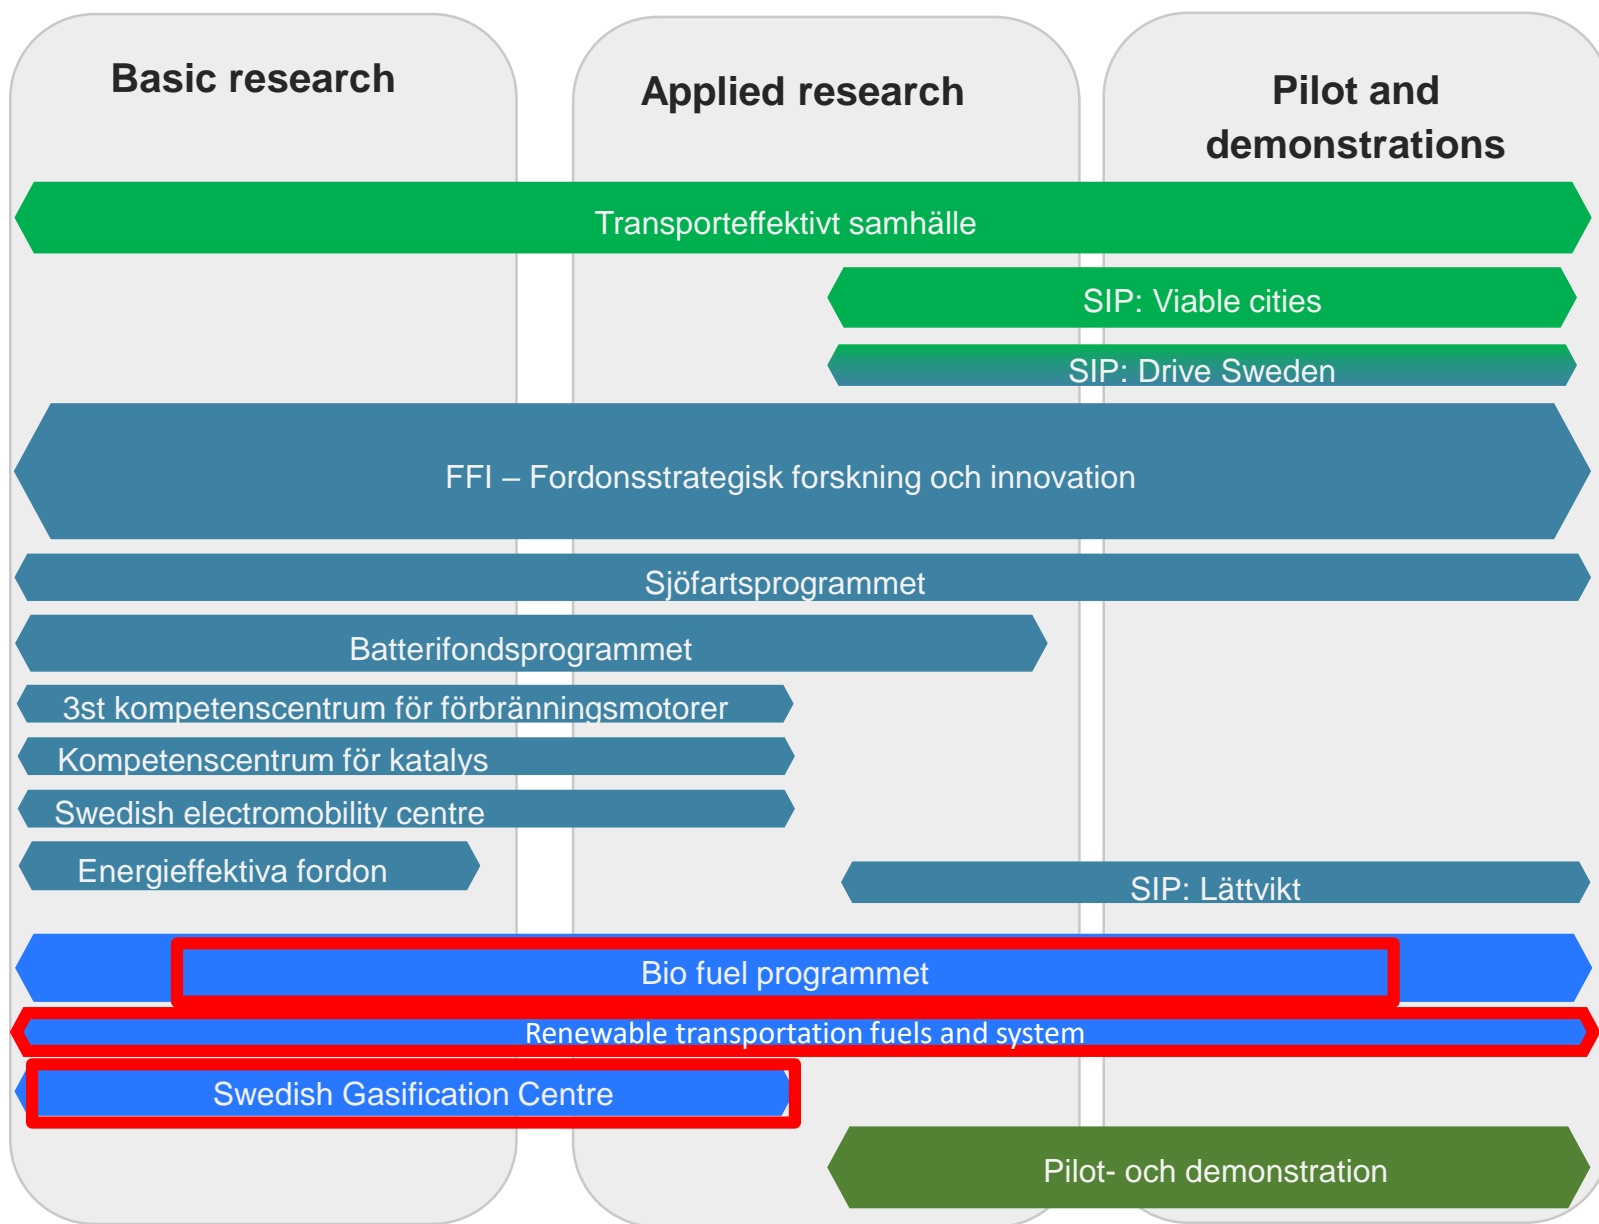 Basic research
Applied research
Pilot and
demonstrations
Transporteffektivt samhälle
SIP: Viable cities
SIP: Drive Sweden
FFI – Fordonsstrategisk forskning och innovation
Sjöfartsprogrammet
Batterifondsprogrammet
3st kompetenscentrum för förbränningsmotorer
Kompetenscentrum för katalys
Swedish electromobility centre
Energieffektiva fordon
SIP: Lättvikt
Bio fuel programmet
Renewable transportation fuels and system
Swedish Gasification Centre
Pilot- och demonstration